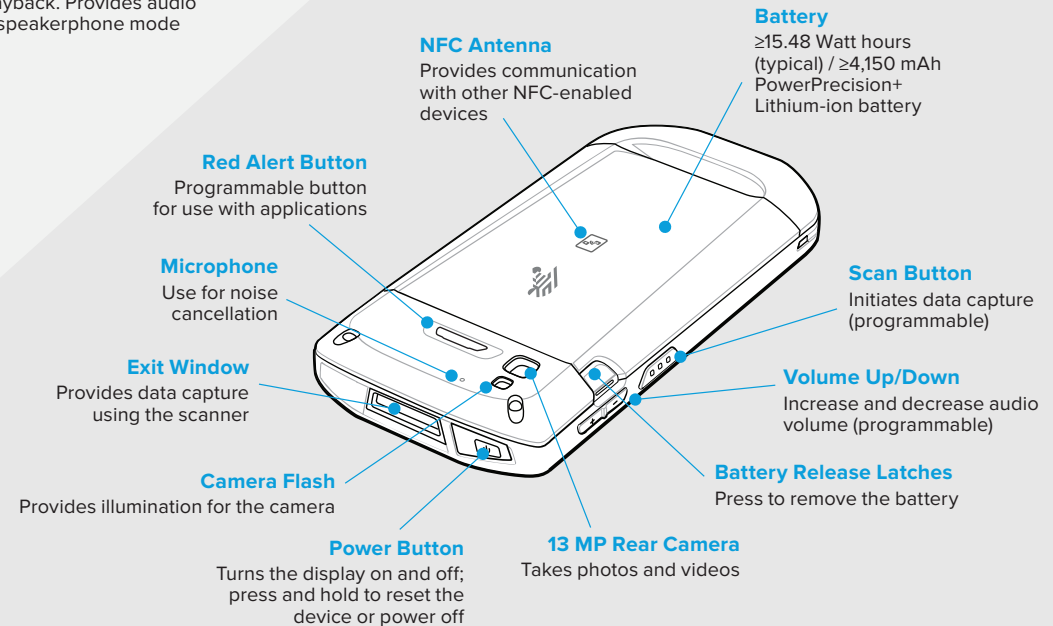 speakerphone mode
NFC Antenna
Provides communication
with other NFC-enabled
devices
Battery
≥15.48 Watt hours
(typical) / ≥4,150 mAh
PowerPrecision+
Lithium-ion battery
Red Alert Button
Programmable button
for use with applications
Microphone
Use for noise
cancellation
Exit Window
Provides data capture
using the scanner
Camera Flash
Provides illumination for the camera
Power Button
Turns the display on and off;
press and hold to reset the
device or power off
13 MP Rear Camera
Takes photos and videos
Scan Button
Initiates data capture
(programmable)
Volume Up/Down
Increase and decrease audio
volume (programmable)
Battery Release Latches
Press to remove the battery